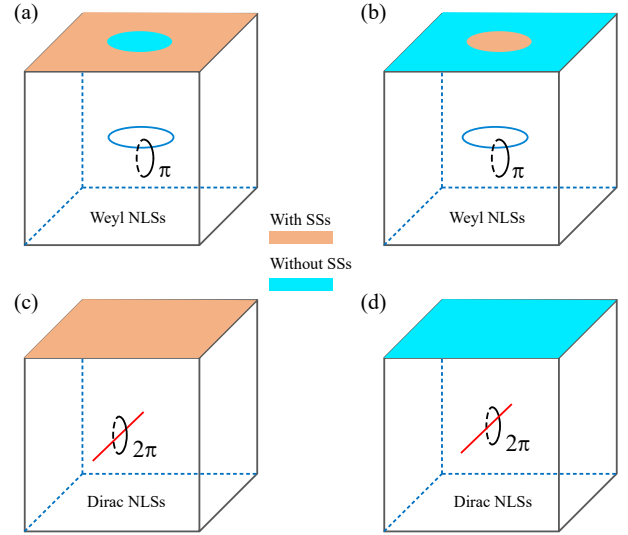 (a)
(b)
π
π
Weyl NLSs
Weyl NLSs
With SSs
Without SSs
(c)
(d)
2π
2π
Dirac NLSs
Dirac NLSs